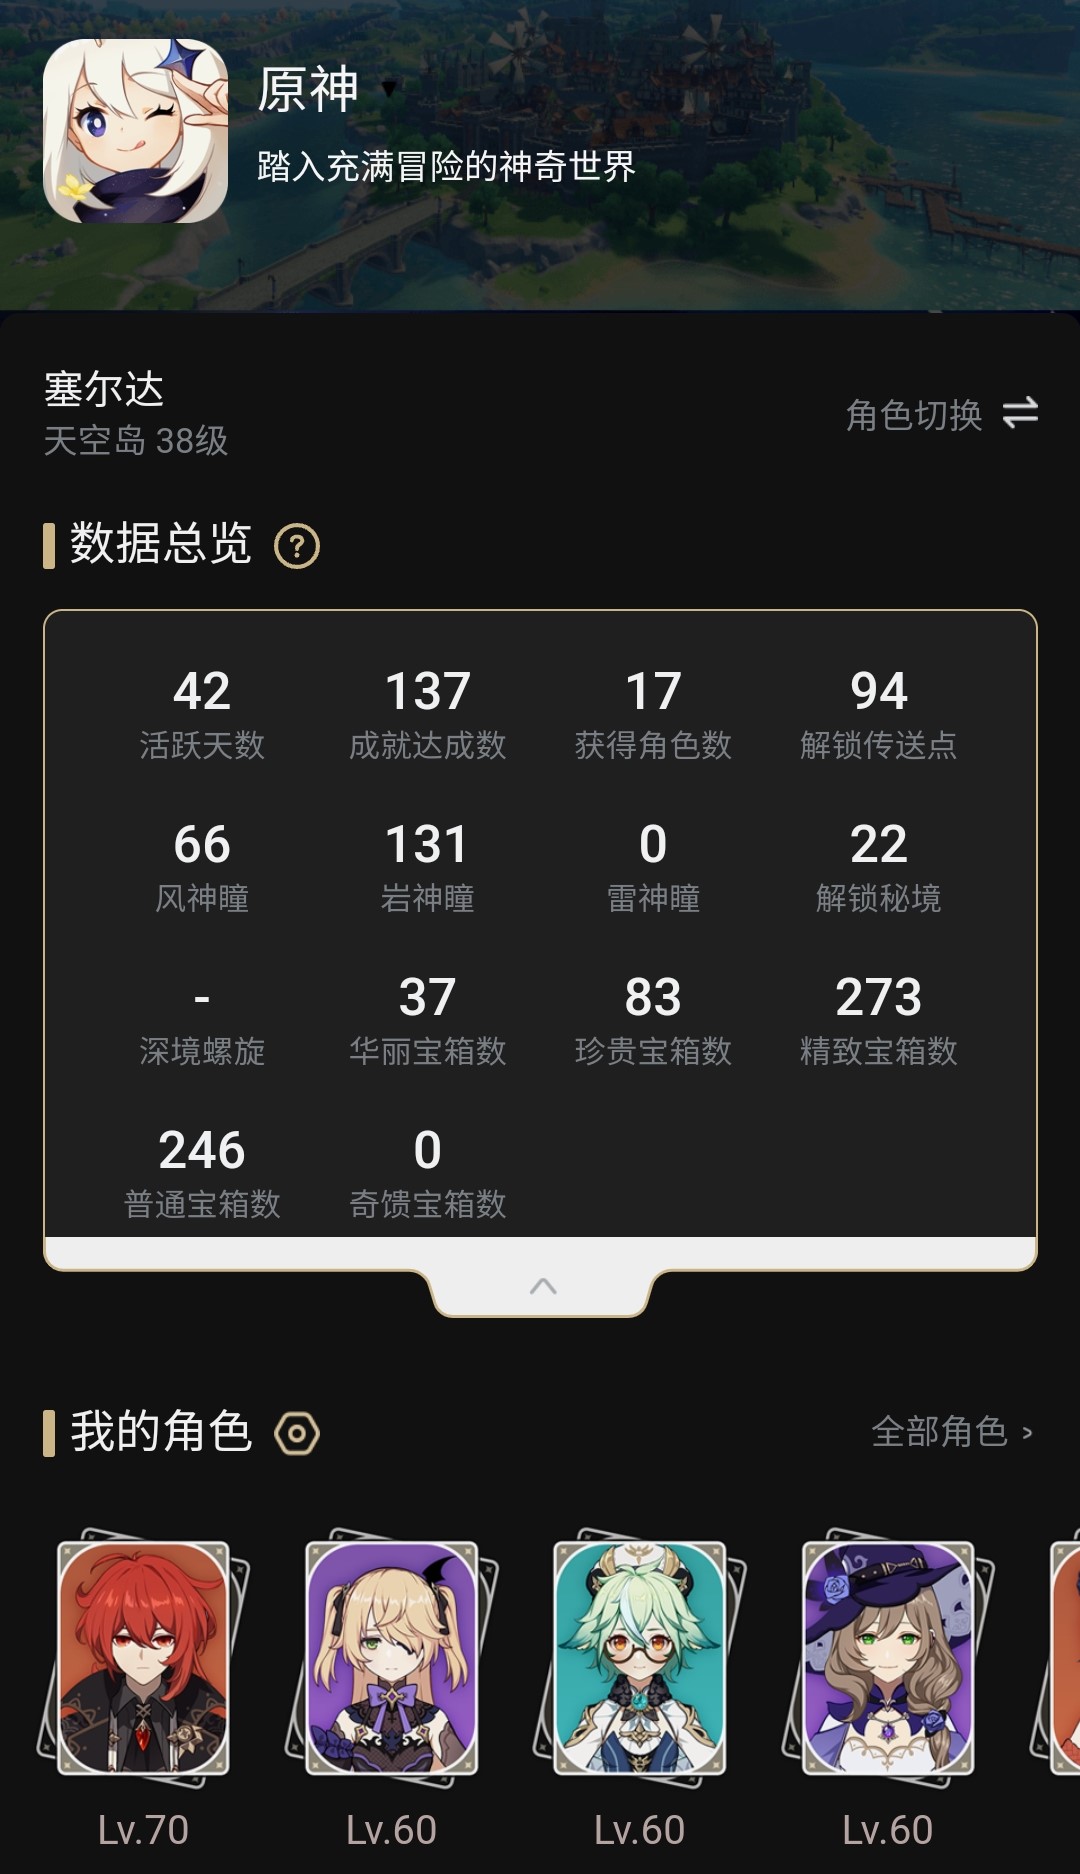 原神
踏入充满冒险的神奇世界
塞尔达
天空岛 38级
角色切换
数据总览 ?
42 137 17 94
活跃天数 成就达成数 获得角色数 解锁传送点
66 131 0 22
风神瞳 岩神瞳 雷神瞳 解锁秘境
- 37 83 273
深境螺旋 华丽宝箱数 珍贵宝箱数 精致宝箱数
246 0
普通宝箱数 奇馈宝箱数
我的角色
全部角色 >
Lv.70 Lv.60 Lv.60 Lv.60